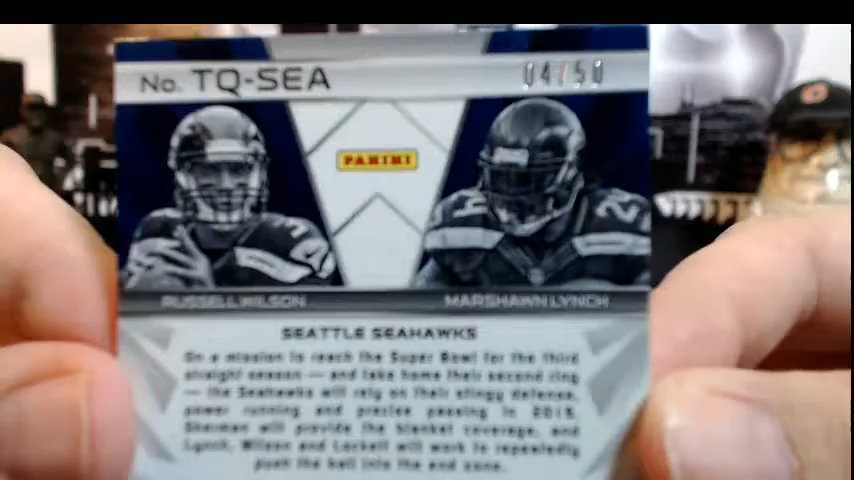 No. TQ-SEA
04/50
PANINI
RUSSELL WILSON
MARSHAWN LYNCH
SEATTLE SEAHAWKS
On a mission to reach the Super Bowl for the third
straight season — and take home their second ring
— the Seahawks will rely on their stingy defense,
power running and precise passing in 2015.
Sherman will provide the blanket coverage, and
Lynch, Wilson and Lockett will work to repeatedly
push the ball into the end zone.